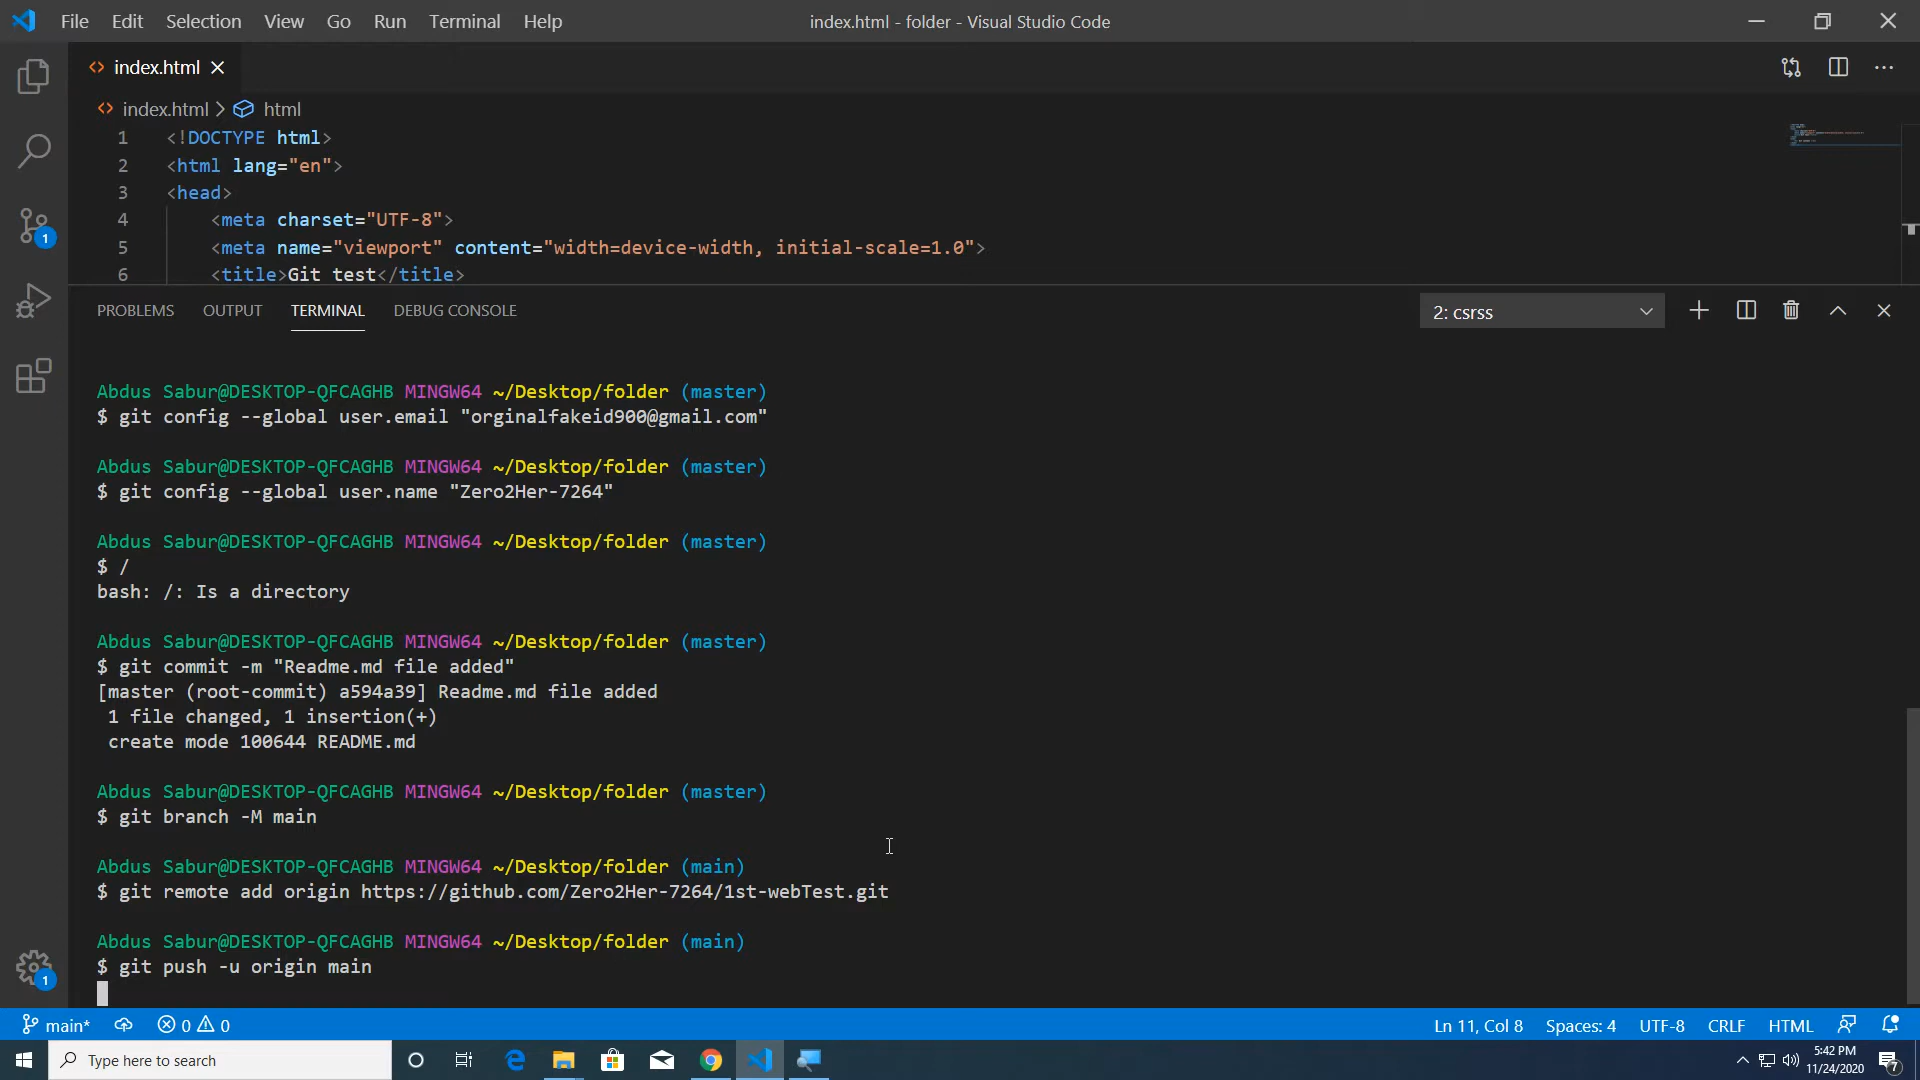 File Edit Selection View Go Run Terminal Help
index.html - folder - Visual Studio Code
index.html
index.html > html
1 <!DOCTYPE html>
2 <html lang="en">
3 <head>
4 <meta charset="UTF-8">
5 <meta name="viewport" content="width=device-width, initial-scale=1.0">
6 <title>Git test</title>
1
PROBLEMS OUTPUT TERMINAL DEBUG CONSOLE
2: csrss
Abdus Sabur@DESKTOP-QFCAGHB MINGW64 ~/Desktop/folder (master)
$ git config --global user.email "orginalfakeid900@gmail.com"
Abdus Sabur@DESKTOP-QFCAGHB MINGW64 ~/Desktop/folder (master)
$ git config --global user.name "Zero2Her-7264"
Abdus Sabur@DESKTOP-QFCAGHB MINGW64 ~/Desktop/folder (master)
$ /
bash: /: Is a directory
Abdus Sabur@DESKTOP-QFCAGHB MINGW64 ~/Desktop/folder (master)
$ git commit -m "Readme.md file added"
[master (root-commit) a594a39] Readme.md file added
1 file changed, 1 insertion(+)
create mode 100644 README.md
Abdus Sabur@DESKTOP-QFCAGHB MINGW64 ~/Desktop/folder (master)
$ git branch -M main
Abdus Sabur@DESKTOP-QFCAGHB MINGW64 ~/Desktop/folder (main)
$ git remote add origin https://github.com/Zero2Her-7264/1st-webTest.git
Abdus Sabur@DESKTOP-QFCAGHB MINGW64 ~/Desktop/folder (main)
$ git push -u origin main
1
main* 0 0
Ln 11, Col 8 Spaces: 4 UTF-8 CRLF HTML
Type here to search
5:42 PM
11/24/2020
7